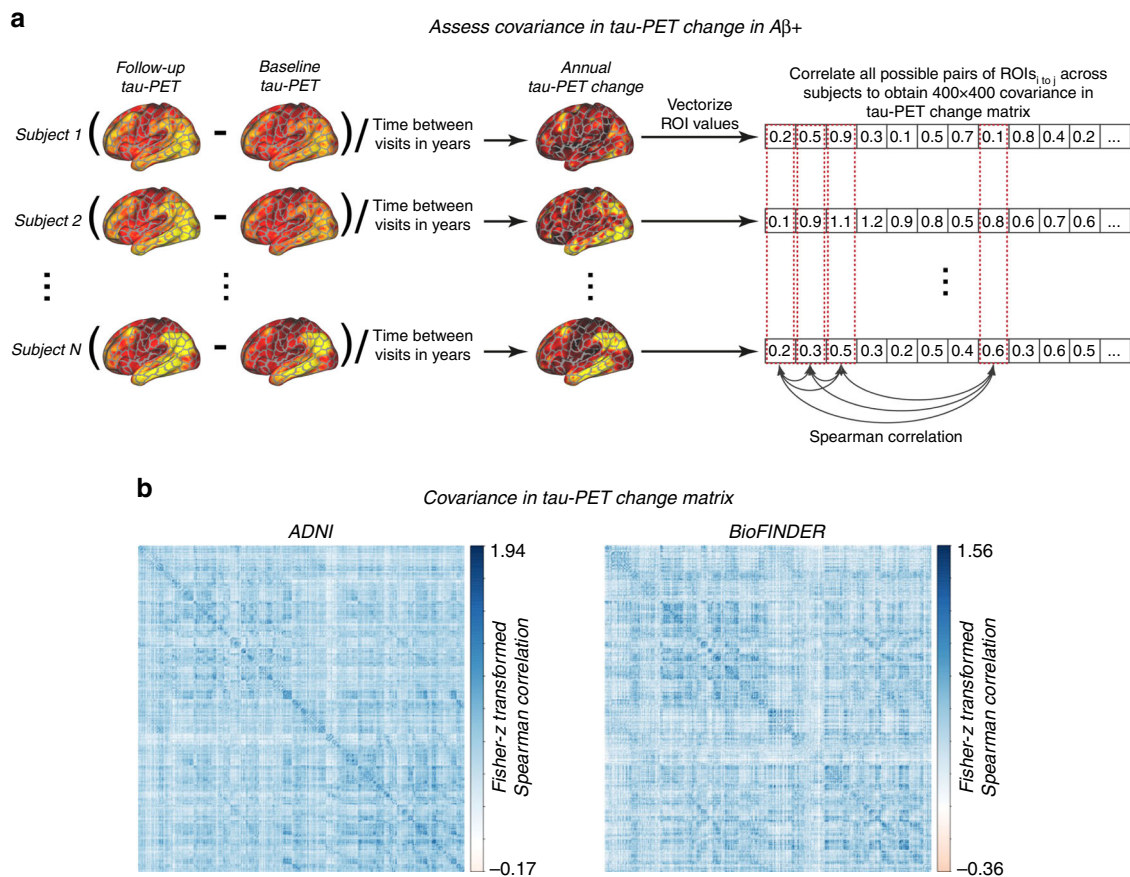 a
Assess covariance in tau-PET change in Aβ+
Follow-up
tau-PET
Baseline
tau-PET
Annual
tau-PET change
Correlate all possible pairs of ROIs i to j across
subjects to obtain 400×400 covariance in
tau-PET change matrix
Subject 1 ( - ) / Time between
visits in years
Vectorize
ROI values
0.2 0.5 0.9 0.3 0.1 0.5 0.7 0.1 0.8 0.4 0.2 ...
Subject 2 ( - ) / Time between
visits in years
0.1 0.9 1.1 1.2 0.9 0.8 0.5 0.8 0.6 0.7 0.6 ...
Subject N ( - ) / Time between
visits in years
0.2 0.3 0.5 0.3 0.2 0.5 0.4 0.6 0.3 0.6 0.5 ...
Spearman correlation
b
Covariance in tau-PET change matrix
ADNI
1.94
Fisher-z transformed
Spearman correlation
–0.17
BioFINDER
1.56
Fisher-z transformed
Spearman correlation
–0.36